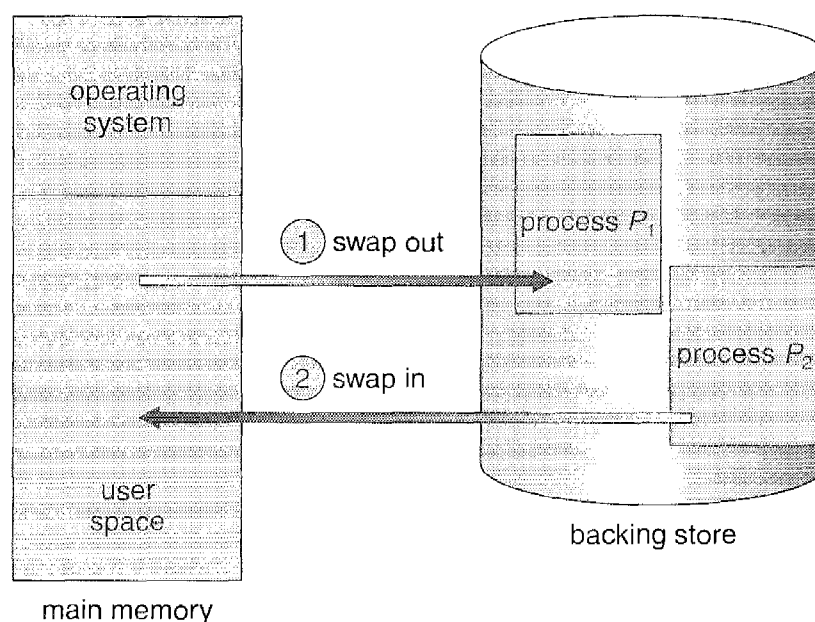 operating
system
1 swap out
process P₁
2 swap in
process P₂
user
space
backing store
main memory